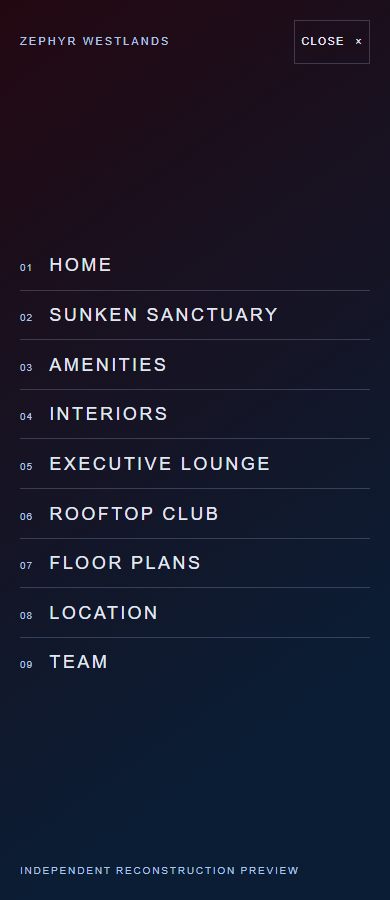 ZEPHYR WESTLANDS
CLOSE ×
01 HOME
02 SUNKEN SANCTUARY
03 AMENITIES
04 INTERIORS
05 EXECUTIVE LOUNGE
06 ROOFTOP CLUB
07 FLOOR PLANS
08 LOCATION
09 TEAM
INDEPENDENT RECONSTRUCTION PREVIEW